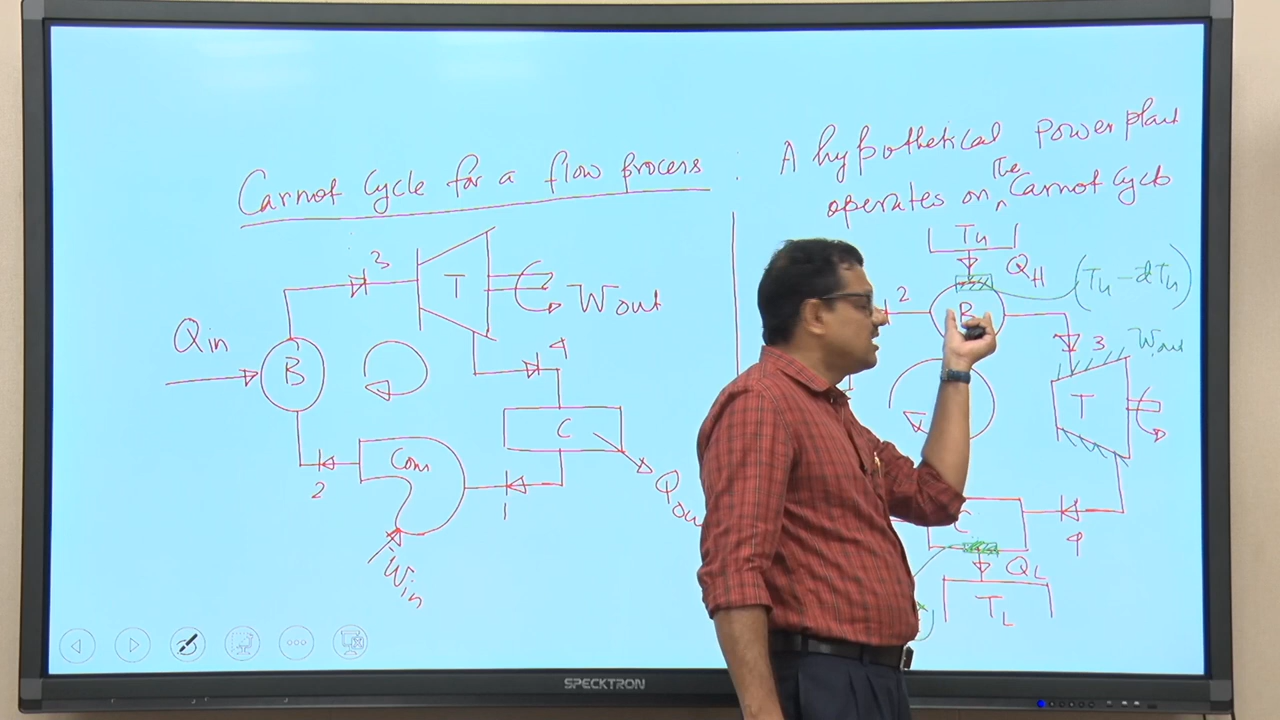 Carnot Cycle for a flow process : A hypothetical power plant
operates on the Carnot Cycle
3
T
Wout
Qin
B
4
C
Qout
Com
2
1
Win
TH
QH
(TH - dTH)
2
B
3
Wout
T
C
4
QL
TL
SPECKTRON